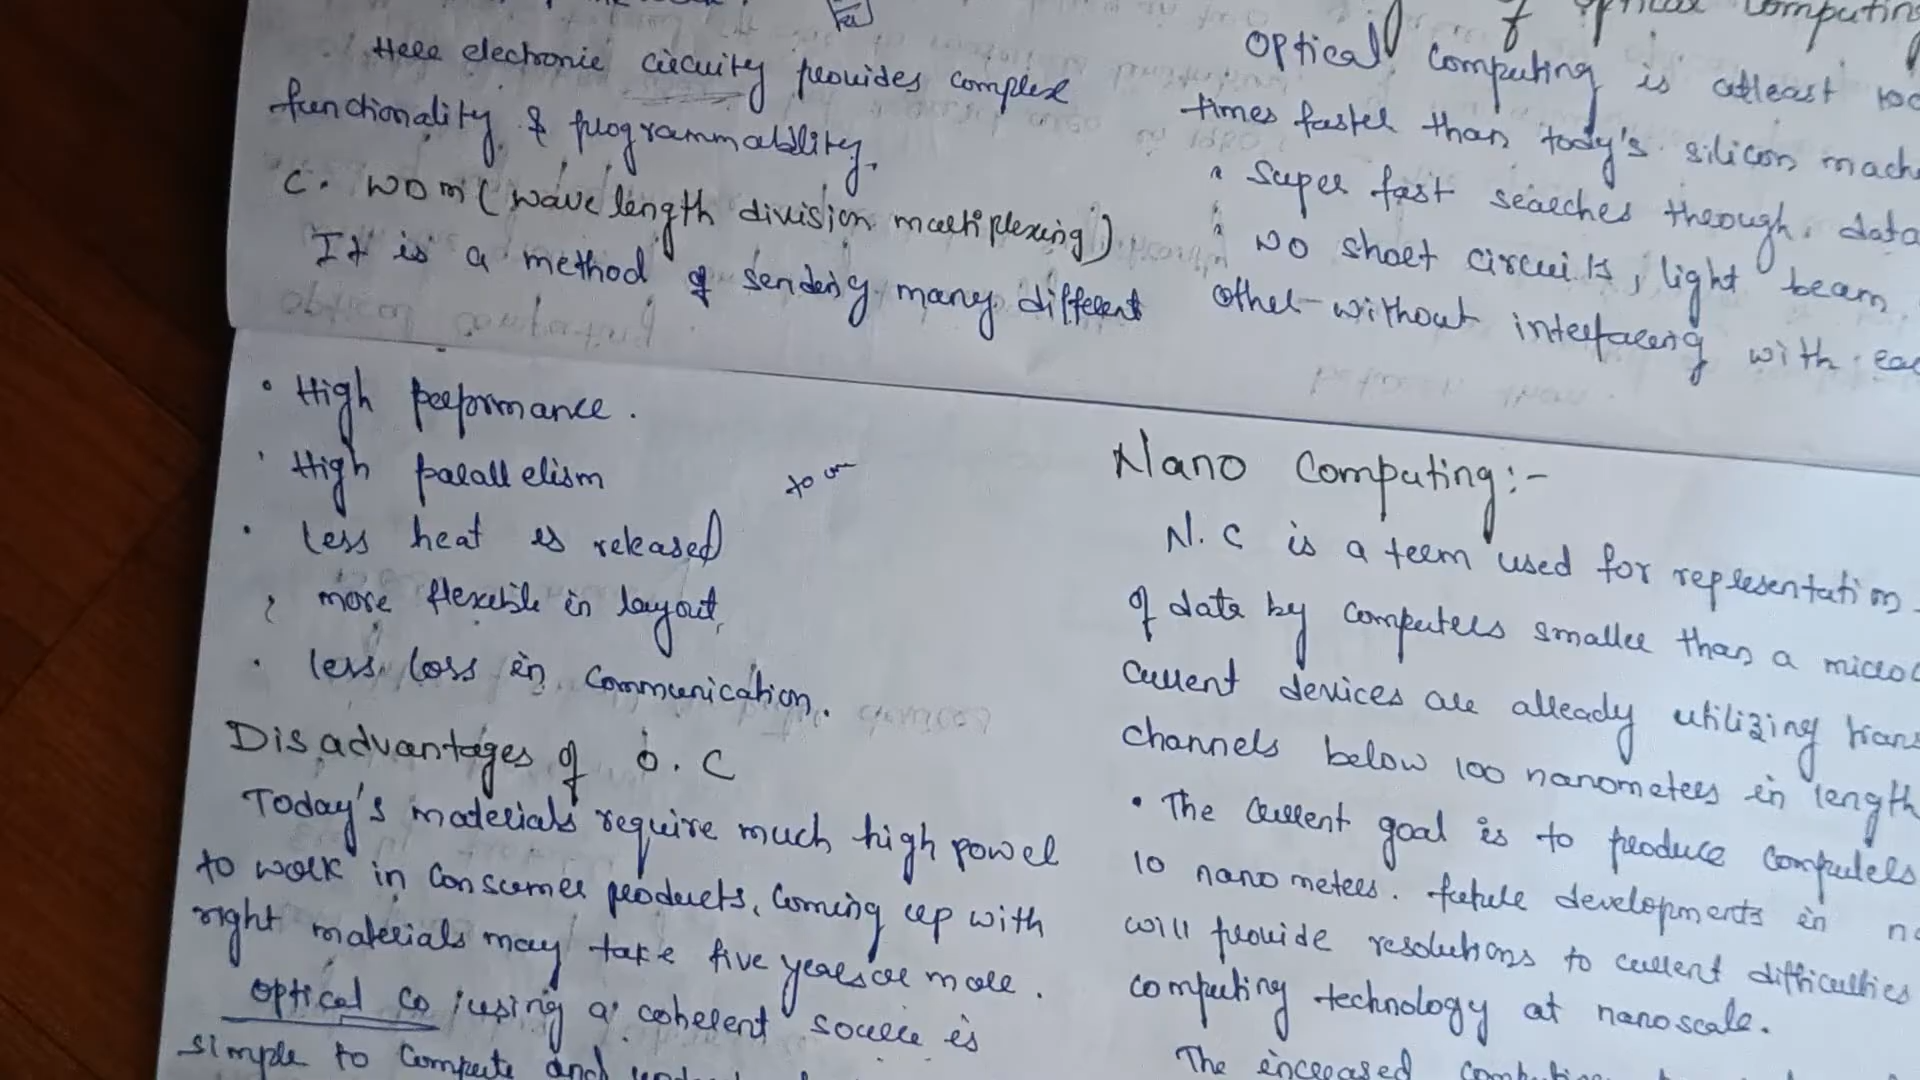 Here electronic circuity provides complex
functionality & programmability.
C. WDM (wave length division multiplexing)
It is a method of sending many different
• High performance.
• High parallelism
to
• less heat is released
more flexible in layout,
• less loss in communication.
Disadvantages of O.C
Today's materials require much high power
to work in consumer products, coming up with
right materials may take five years or more.
optical co using a coherent source is
simple to compute and
of optical computing
Optical computing is atleast
times faster than today's silicon
Super fast searches through data
No short circuits, light beam
other without interfacing with
Nano Computing:-
N.C is a term used for representation
of data by computers smaller than a
current devices are already utilizing
channels below 100 nanometers in length
• The current goal is to produce computers
10 nanometers. future developments in
will provide resolutions to current difficulties
computing technology at nanoscale.
The increased